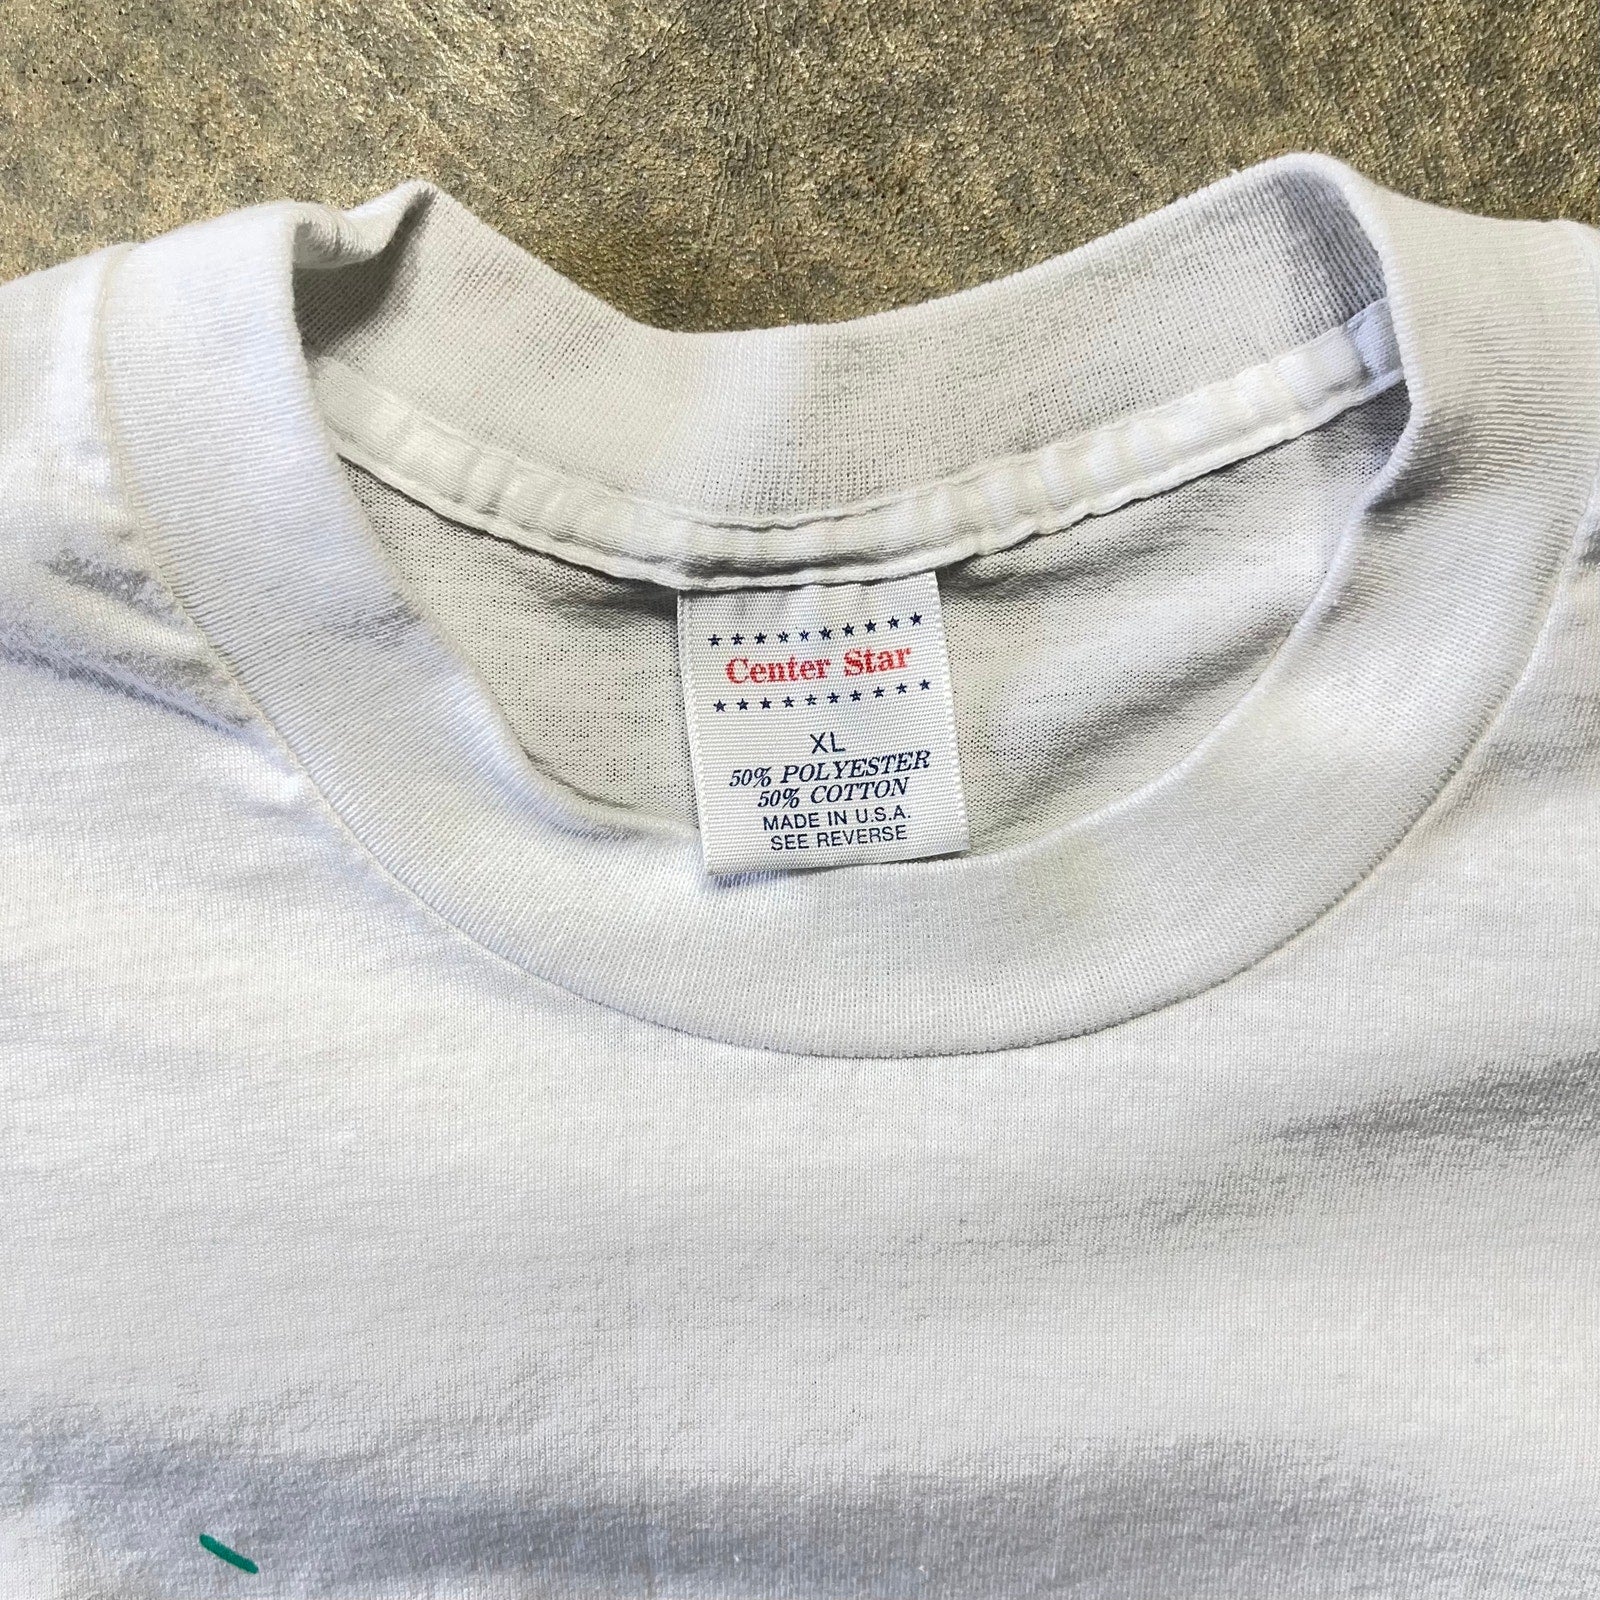 Center Star
XL
50% POLYESTER
50% COTTON
MADE IN U.S.A.
SEE REVERSE